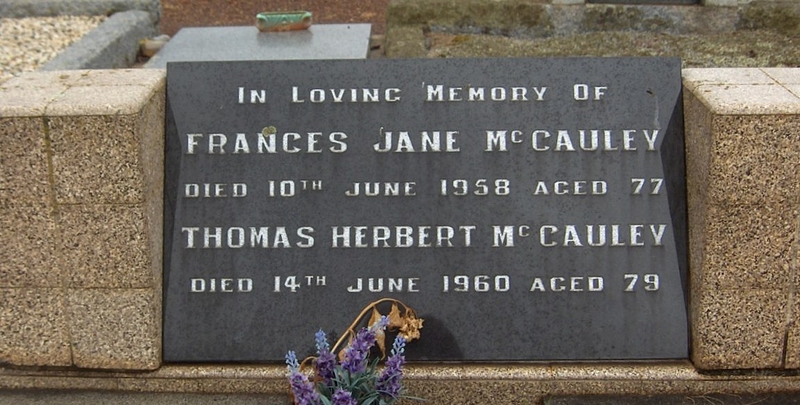 In Loving Memory Of
FRANCES JANE McCAULEY
DIED 10TH JUNE 1958 AGED 77
THOMAS HERBERT McCAULEY
DIED 14TH JUNE 1960 AGED 79